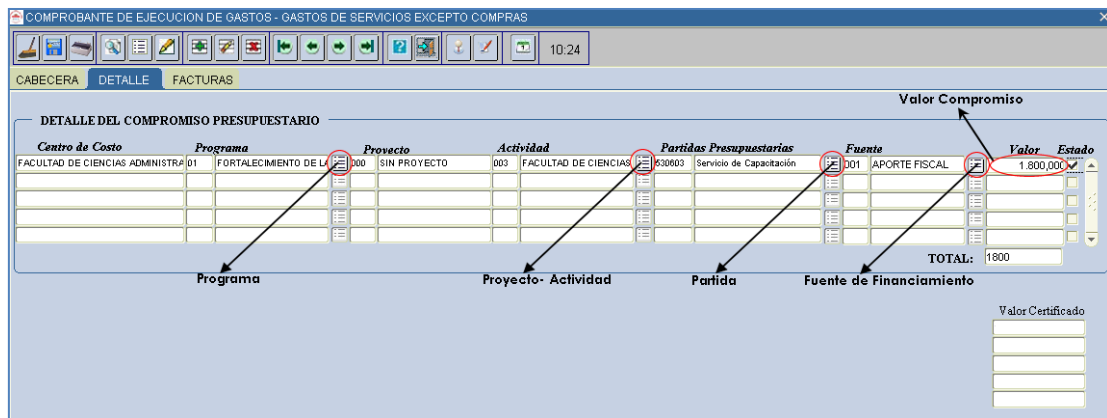 COMPROBANTE DE EJECUCION DE GASTOS - GASTOS DE SERVICIOS EXCEPTO COMPRAS
10:24
CABECERA DETALLE FACTURAS
Valor Compromiso
DETALLE DEL COMPROMISO PRESUPUESTARIO
Centro de Costo Programa Proyecto Actividad Partidas Presupuestarias Fuente Valor Estado
FACULTAD DE CIENCIAS ADMINISTRA 01 FORTALECIMIENTO DE LA 000 SIN PROYECTO 003 FACULTAD DE CIENCIAS 530603 Servicio de Capacitación 001 APORTE FISCAL 1.800,00
TOTAL: 1800
Programa Proyecto- Actividad Partida Fuente de Financiamiento
Valor Certificado